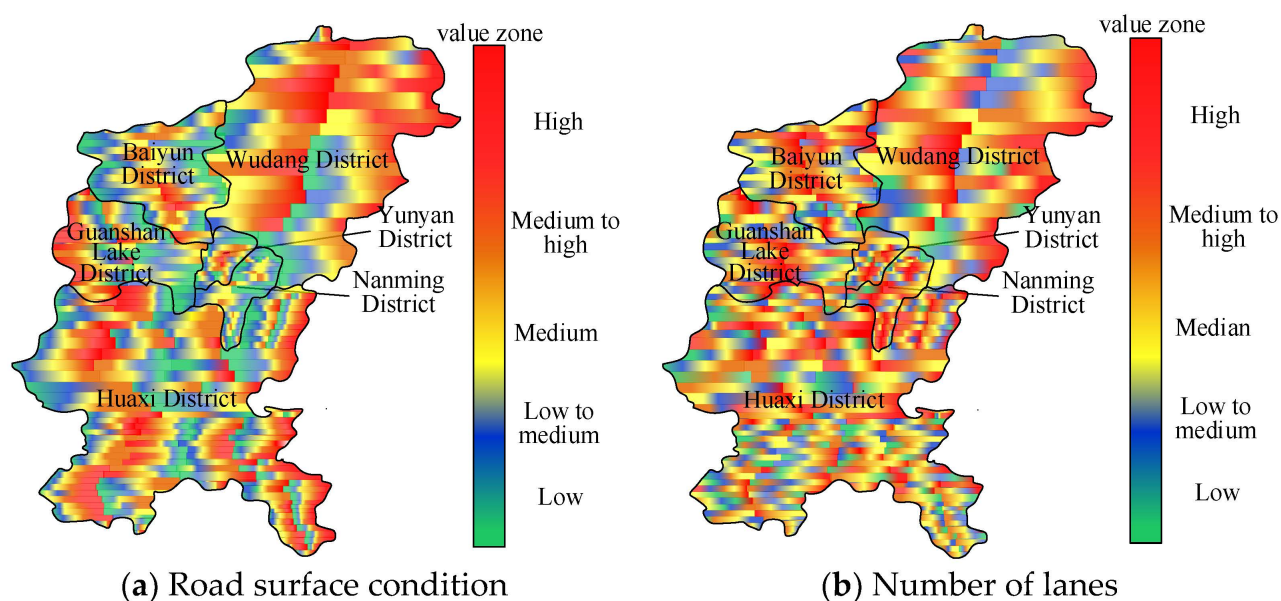 value zone
High
Medium to
high
Medium
Low to
medium
Low
Baiyun
District
Wudang District
Yunyan
District
Guanshan
Lake
District
Nanming
District
Huaxi District
(a) Road surface condition
value zone
High
Medium to
high
Median
Low to
medium
Low
Baiyun
District
Wudang District
Yunyan
District
Guanshan
Lake
District
Nanming
District
Huaxi District
(b) Number of lanes